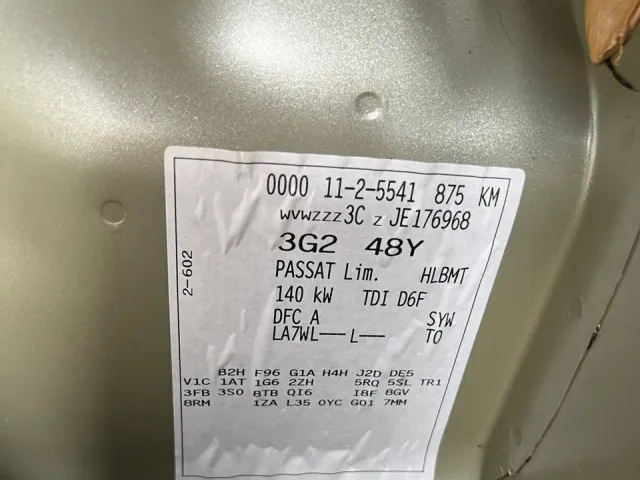 0000 11-2-5541 875 KM
WVWZZZ3C Z JE176968
3G2 48Y
PASSAT Lim. HLBMT
140 kW TDI D6F
DFC A SYW
LA7WL---L--- TO
2-602
B2H F96 G1A H4H J2D DE5
V1C 1AT 1G6 2ZH 5RQ 5SL TR1
3FB 3S0 8TB QI6 I8F 8GV
8RM 1ZA L35 0YC G01 7MM